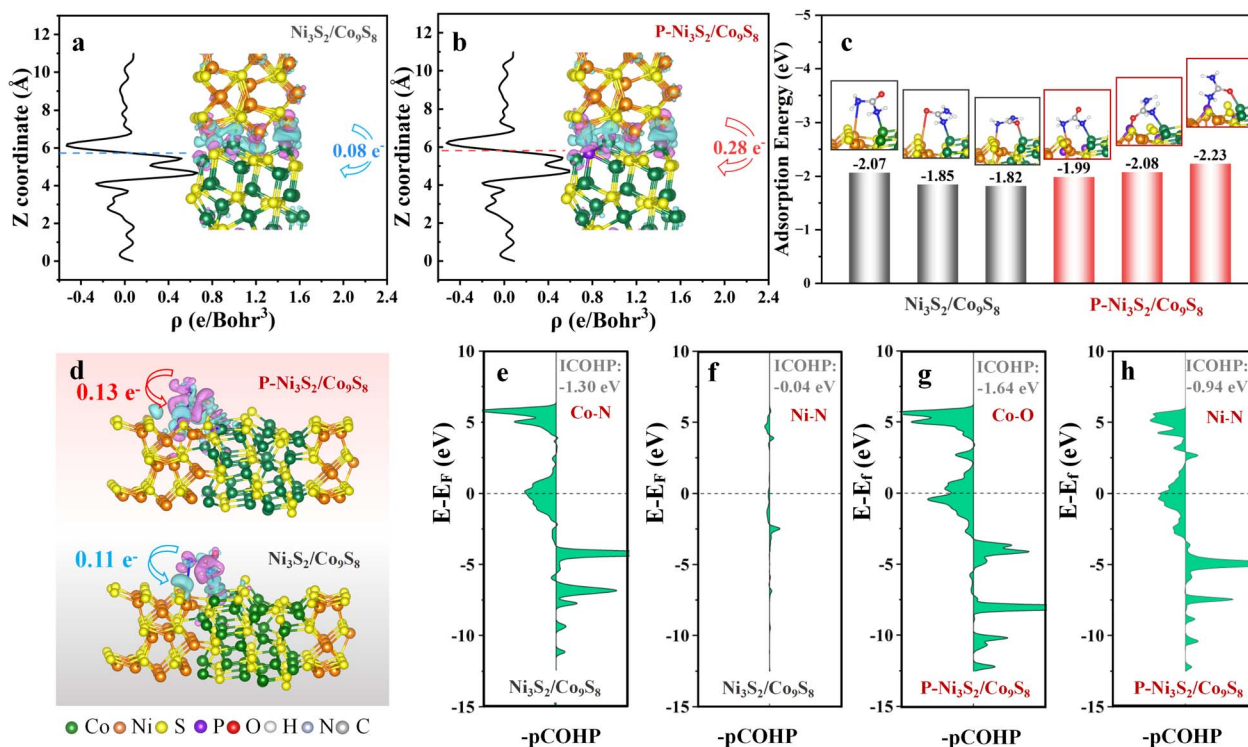 a
Ni₃S₂/Co₉S₈
12
10
8
6
4
2
0
Z coordinate (Å)
0.08 e⁻
-0.4 0.0 0.4 0.8 1.2 1.6 2.0 2.4
ρ (e/Bohr³)
b
P-Ni₃S₂/Co₉S₈
12
10
8
6
4
2
0
Z coordinate (Å)
0.28 e⁻
-0.4 0.0 0.4 0.8 1.2 1.6 2.0 2.4
ρ (e/Bohr³)
c
-5
-4
-3
-2
-1
0
Adsorption Energy (eV)
-2.07
-1.85
-1.82
-1.99
-2.08
-2.23
Ni₃S₂/Co₉S₈
P-Ni₃S₂/Co₉S₈
d
P-Ni₃S₂/Co₉S₈
0.13 e⁻
Ni₃S₂/Co₉S₈
0.11 e⁻
Co Ni S P O H N C
e
ICOHP:
-1.30 eV
Co-N
10
5
0
-5
-10
-15
E-E_F (eV)
Ni₃S₂/Co₉S₈
-pCOHP
f
ICOHP:
-0.04 eV
Ni-N
10
5
0
-5
-10
-15
E-E_F (eV)
Ni₃S₂/Co₉S₈
-pCOHP
g
ICOHP:
-1.64 eV
Co-O
10
5
0
-5
-10
-15
E-E_f (eV)
P-Ni₃S₂/Co₉S₈
-pCOHP
h
ICOHP:
-0.94 eV
Ni-N
10
5
0
-5
-10
-15
E-E_f (eV)
P-Ni₃S₂/Co₉S₈
-pCOHP